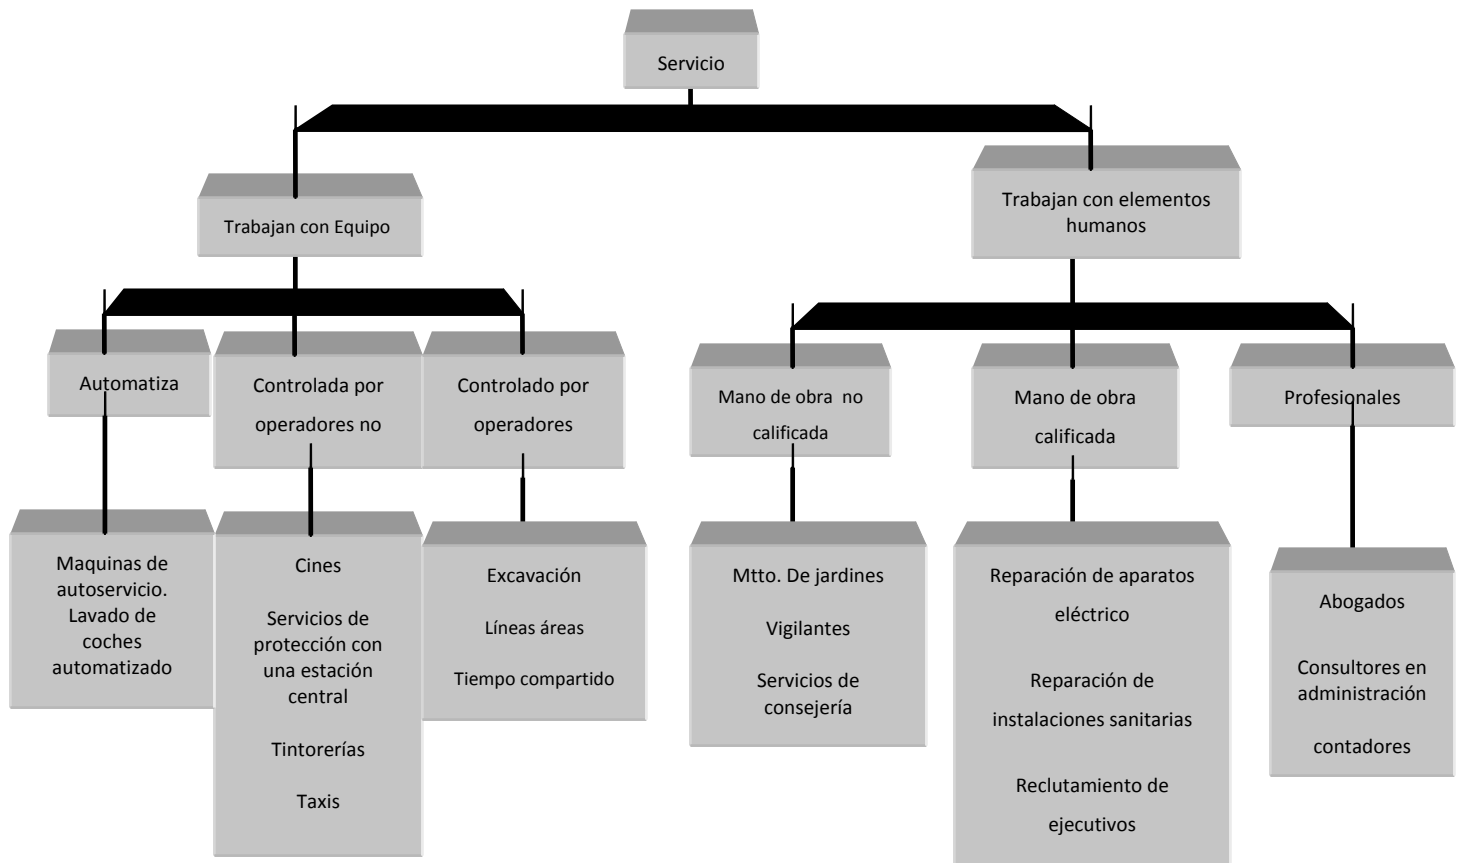 Servicio
Trabajan con Equipo
Trabajan con elementos
humanos
Automatiza
Controlada por
operadores no
Controlado por
operadores
Mano de obra no
calificada
Mano de obra
calificada
Profesionales
Maquinas de
autoservicio.
Lavado de
coches
automatizado
Cines
Servicios de
protección con
una estación
central
Tintorerías
Taxis
Excavación
Líneas áreas
Tiempo compartido
Mtto. De jardines
Vigilantes
Servicios de
consejería
Reparación de aparatos
eléctrico
Reparación de
instalaciones sanitarias
Reclutamiento de
ejecutivos
Abogados
Consultores en
administración
contadores